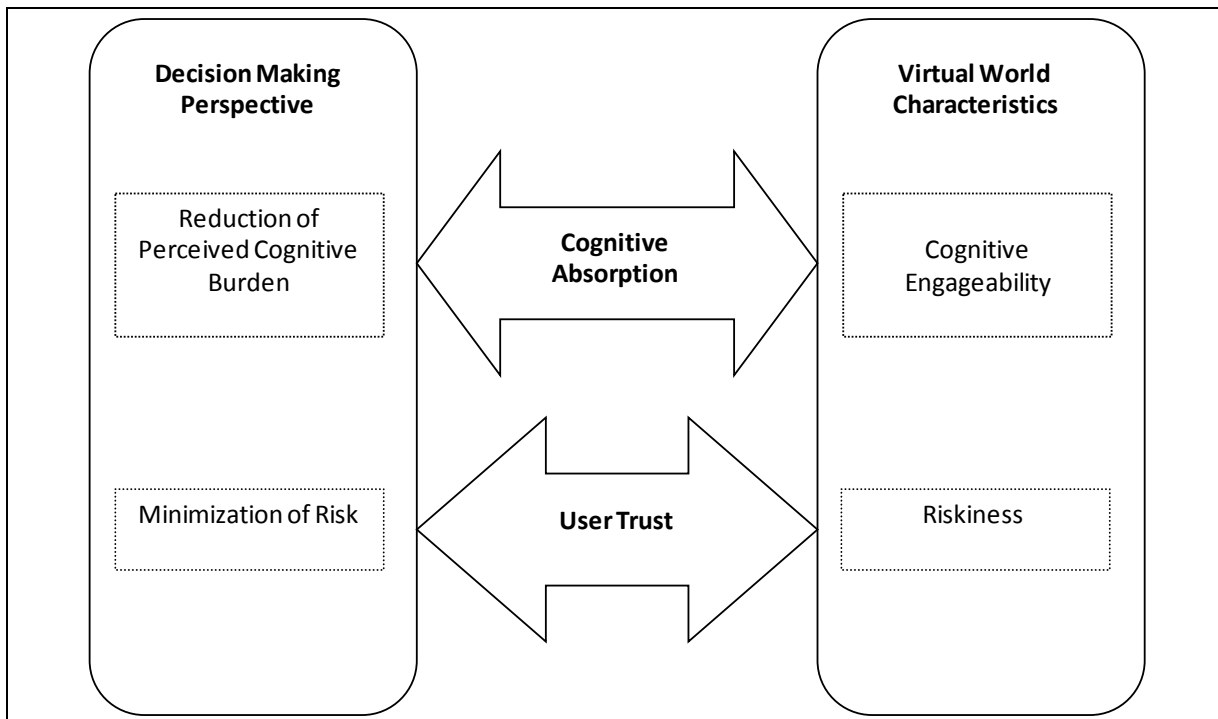 Decision Making
Perspective
Reduction of
Perceived Cognitive
Burden
Minimization of Risk
Cognitive
Absorption
User Trust
Virtual World
Characteristics
Cognitive
Engageability
Riskiness